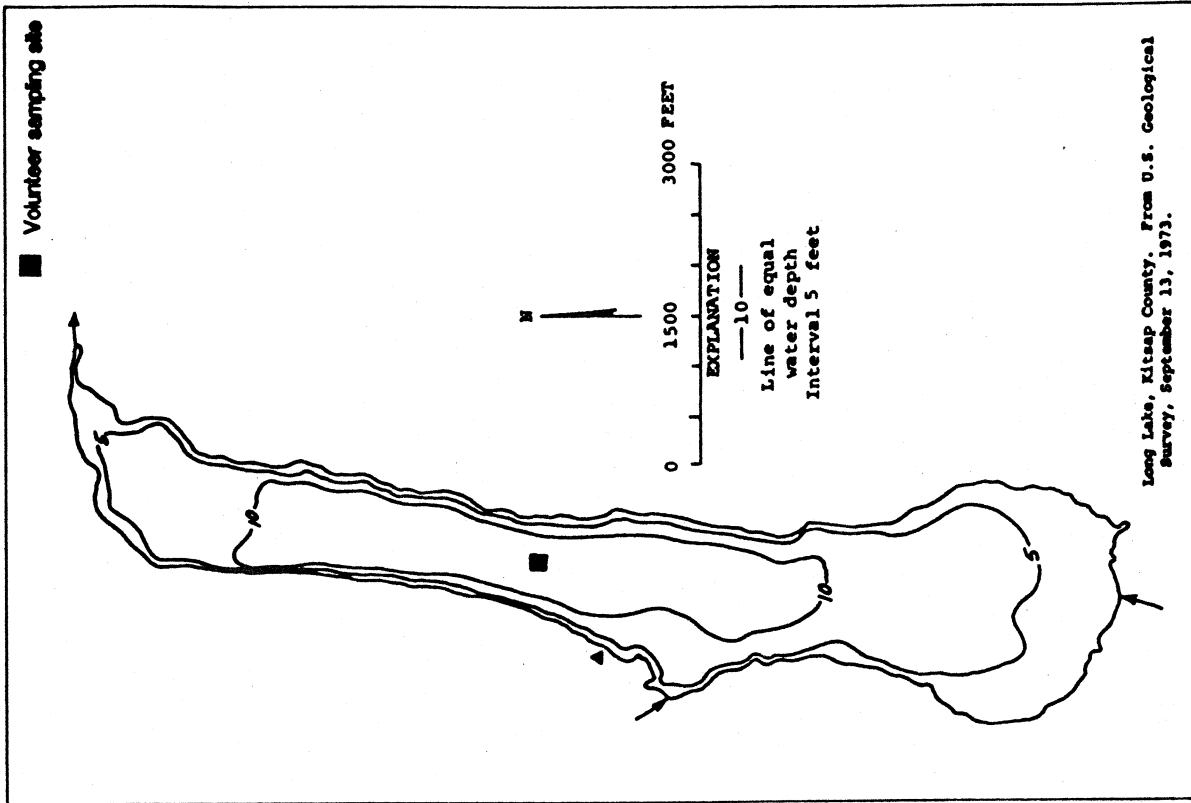 Volunteer sampling site
5
10
N
0 1500 3000 FEET
EXPLANATION
10
Line of equal
water depth
Interval 5 feet
10
5
Long Lake, Kitsap County. From U.S. Geological
Survey, September 13, 1973.